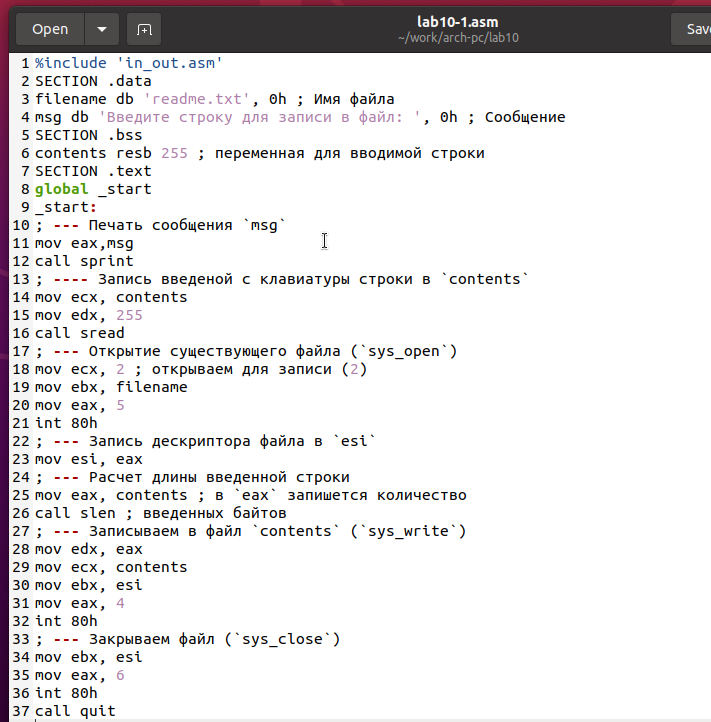 Open
lab10-1.asm
~/work/arch-pc/lab10
1 %include 'in_out.asm'
2 SECTION .data
3 filename db 'readme.txt', 0h ; Имя файла
4 msg db 'Введите строку для записи в файл: ', 0h ; Сообщение
5 SECTION .bss
6 contents resb 255 ; переменная для вводимой строки
7 SECTION .text
8 global _start
9 _start:
10 ; --- Печать сообщения `msg`
11 mov eax,msg
12 call sprint
13 ; ---- Запись введеной с клавиатуры строки в `contents`
14 mov ecx, contents
15 mov edx, 255
16 call sread
17 ; --- Открытие существующего файла (`sys_open`)
18 mov ecx, 2 ; открываем для записи (2)
19 mov ebx, filename
20 mov eax, 5
21 int 80h
22 ; --- Запись дескриптора файла в `esi`
23 mov esi, eax
24 ; --- Расчет длины введенной строки
25 mov eax, contents ; в `eax` запишется количество
26 call slen ; введенных байтов
27 ; --- Записываем в файл `contents` (`sys_write`)
28 mov edx, eax
29 mov ecx, contents
30 mov ebx, esi
31 mov eax, 4
32 int 80h
33 ; --- Закрываем файл (`sys_close`)
34 mov ebx, esi
35 mov eax, 6
36 int 80h
37 call quit